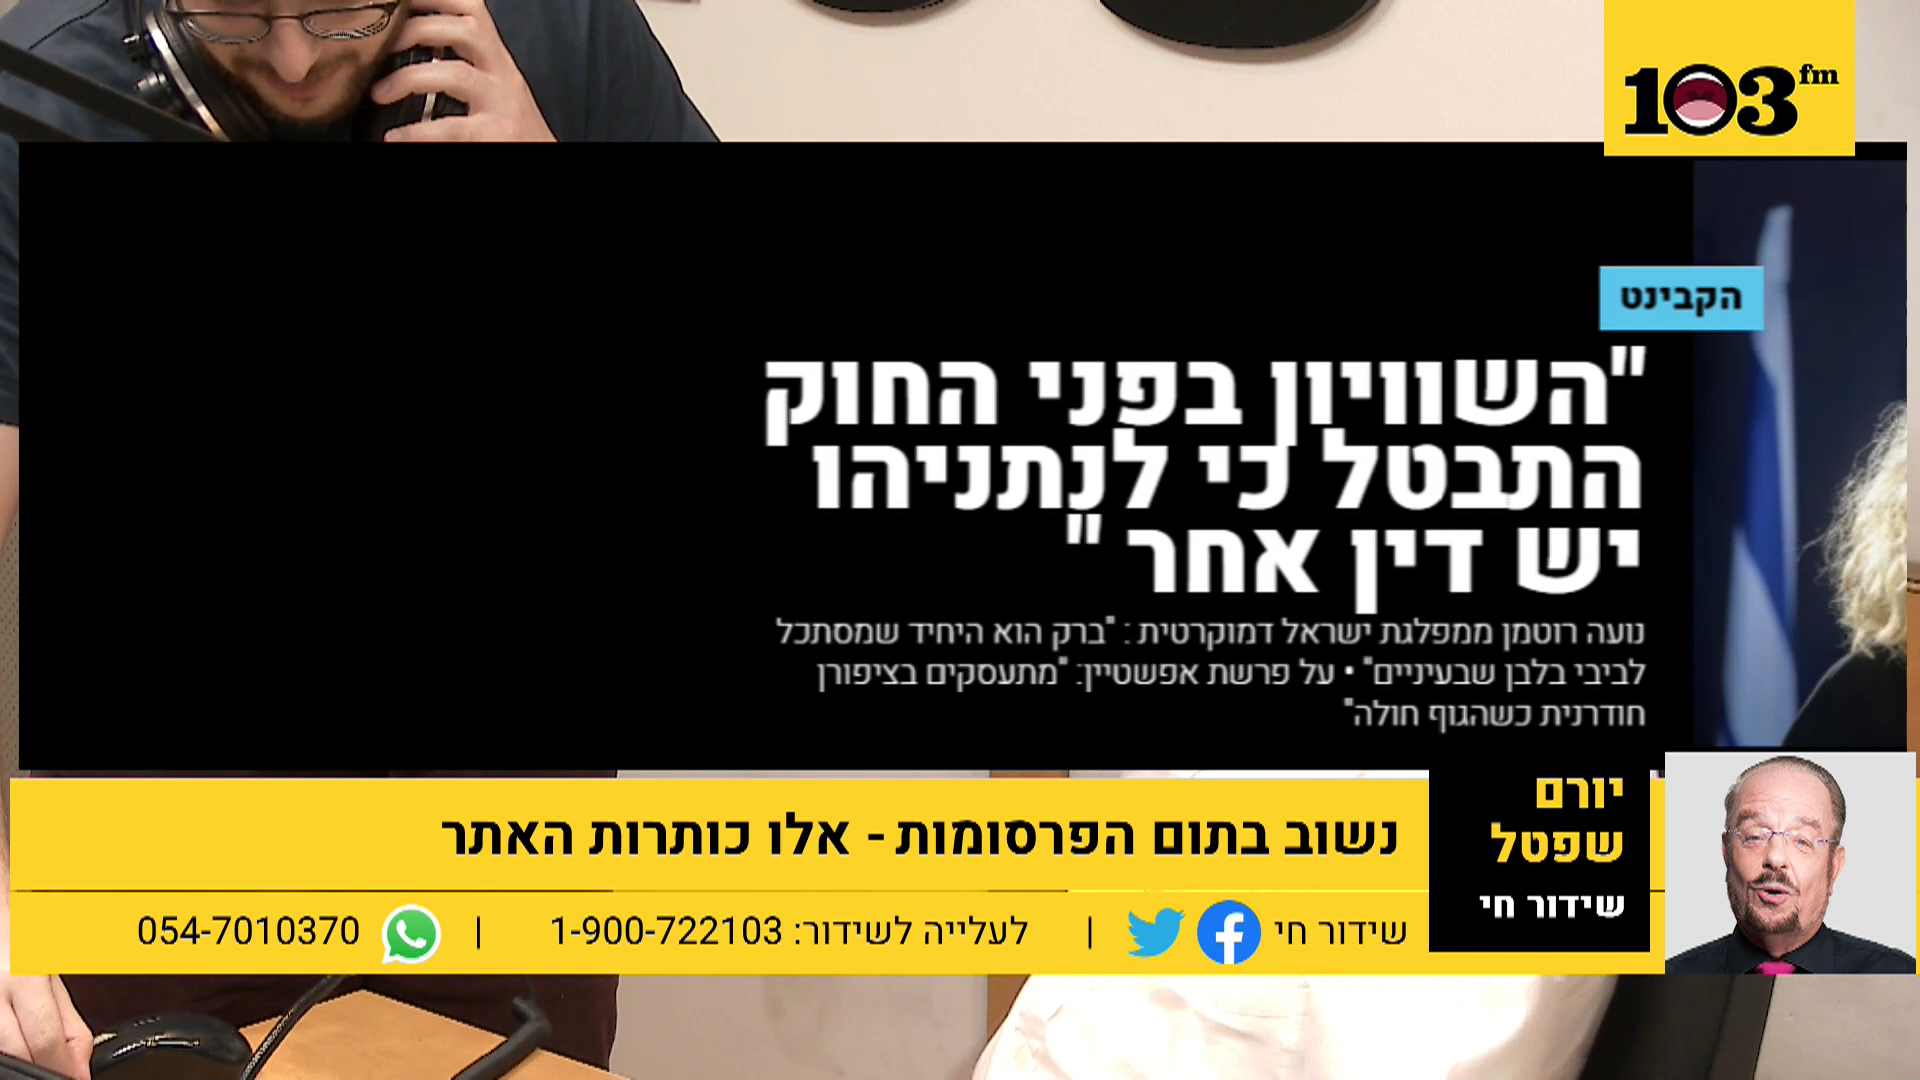 103fm
הקבינט
"השוויון בפני החוק
התבטל כי לנתניהו
יש דין אחר "
נועה רוטמן ממפלגת ישראל דמוקרטית : "ברק הוא היחיד שמסתכל
לביבי בלבן שבעיניים" • על פרשת אפשטיין: "מתעסקים בציפורן
חודרנית כשהגוף חולה"
יורם
שפטל
שידור חי
נשוב בתום הפרסומות - אלו כותרות האתר
שידור חי | לעלייה לשידור: 1-900-722103 | 054-7010370